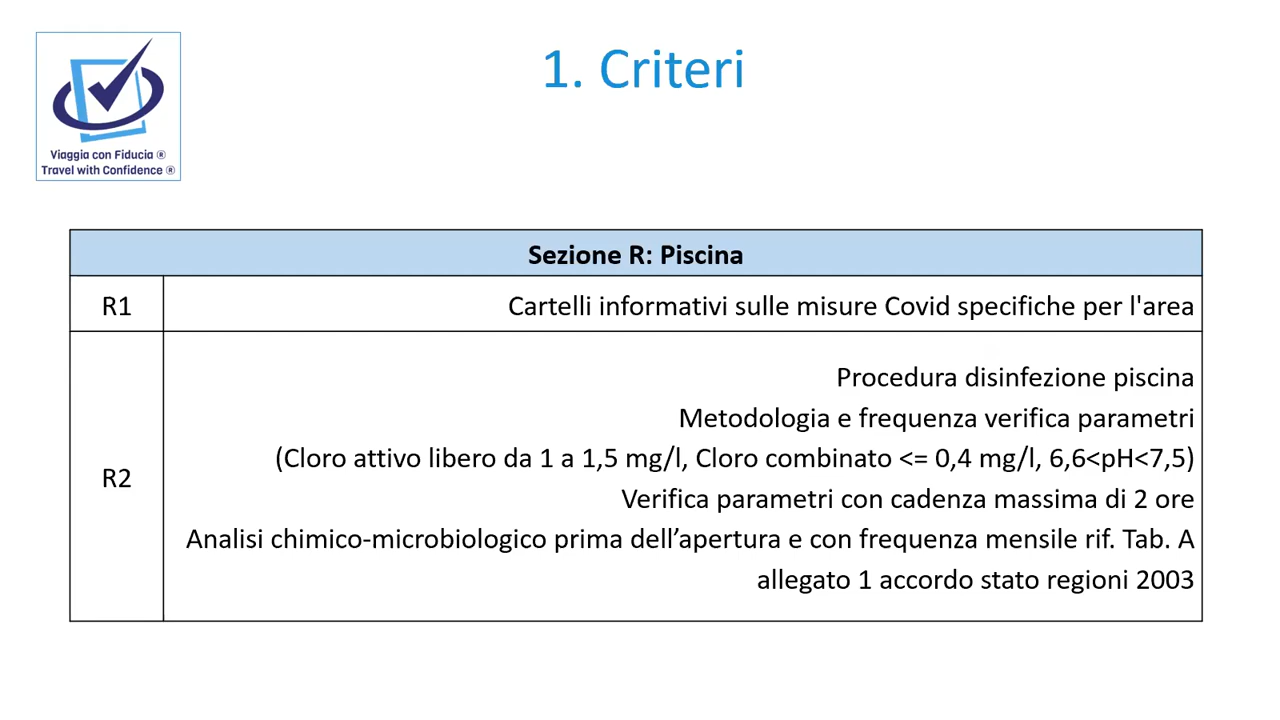 1. Criteri
Viaggia con Fiducia ®
Travel with Confidence ®
Sezione R: Piscina
R1
Cartelli informativi sulle misure Covid specifiche per l'area
R2
Procedura disinfezione piscina
Metodologia e frequenza verifica parametri
(Cloro attivo libero da 1 a 1,5 mg/l, Cloro combinato <= 0,4 mg/l, 6,6<pH<7,5)
Verifica parametri con cadenza massima di 2 ore
Analisi chimico-microbiologico prima dell’apertura e con frequenza mensile rif. Tab. A
allegato 1 accordo stato regioni 2003